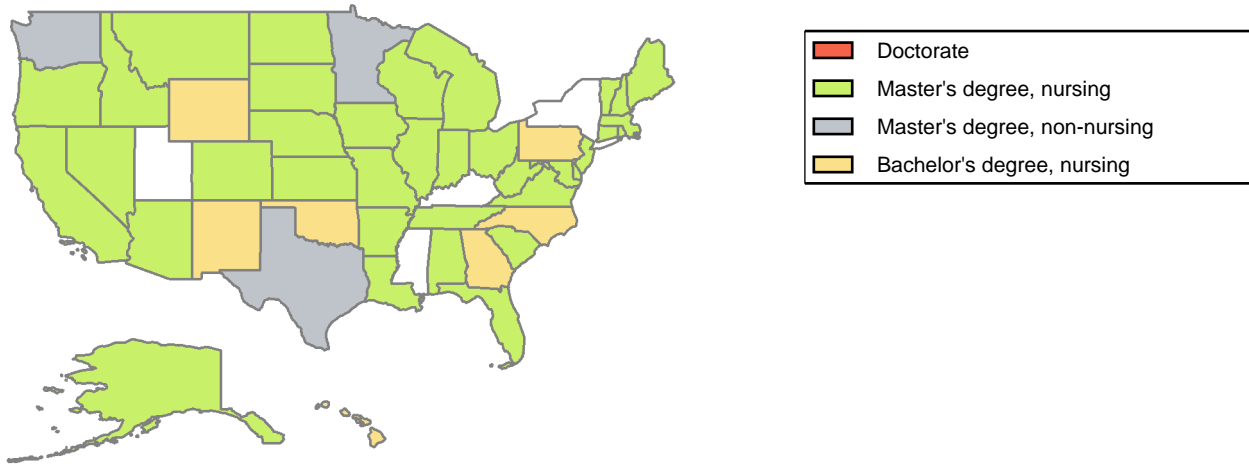 Doctorate
Master's degree, nursing
Master's degree, non-nursing
Bachelor's degree, nursing